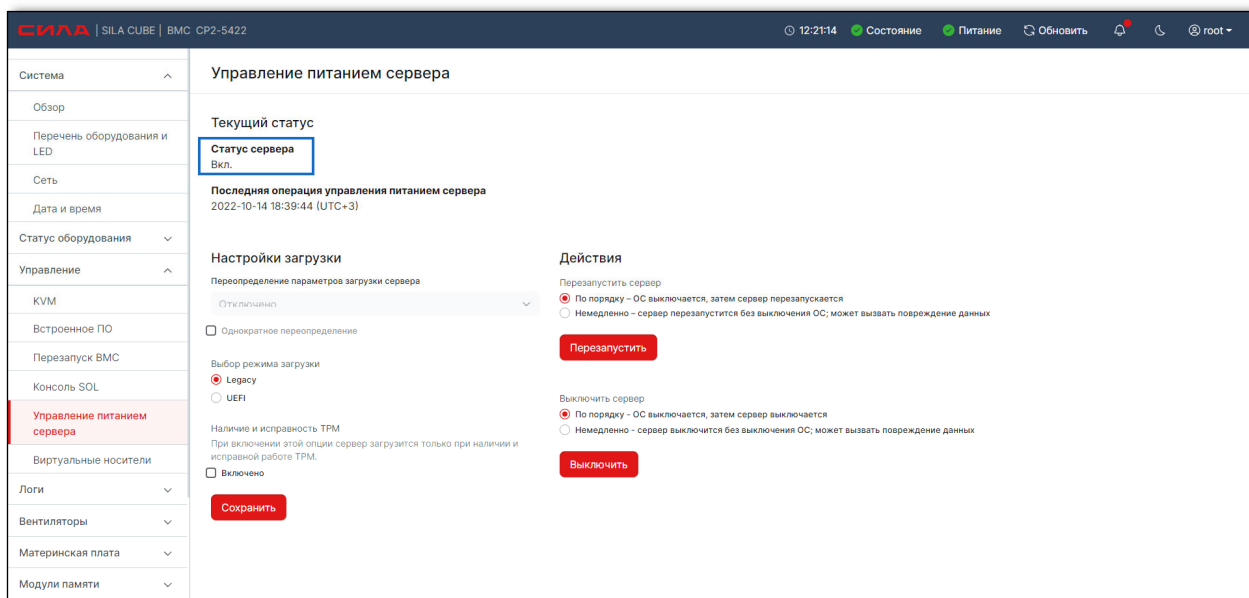 СИЛА | SILA CUBE | BMC CP2-5422
12:21:14 Состояние Питание Обновить root
Система
Обзор
Перечень оборудования и
LED
Сеть
Дата и время
Статус оборудования
Управление
KVM
Встроенное ПО
Перезапуск BMC
Консоль SOL
Управление питанием
сервера
Виртуальные носители
Логи
Вентиляторы
Материнская плата
Модули памяти
Управление питанием сервера
Текущий статус
Статус сервера
Вкл.
Последняя операция управления питанием сервера
2022-10-14 18:39:44 (UTC+3)
Настройки загрузки
Переопределение параметров загрузки сервера
Отключено
Однократное переопределение
Выбор режима загрузки
Legacy
UEFI
Наличие и исправность TPM
При включении этой опции сервер загрузится только при наличии и
исправной работе TPM.
Включено
Сохранить
Действия
Перезапустить сервер
По порядку – ОС выключается, затем сервер перезапускается
Немедленно – сервер перезапустится без выключения ОС; может вызвать повреждение данных
Перезапустить
Выключить сервер
По порядку - ОС выключается, затем сервер выключается
Немедленно - сервер выключится без выключения ОС; может вызвать повреждение данных
Выключить